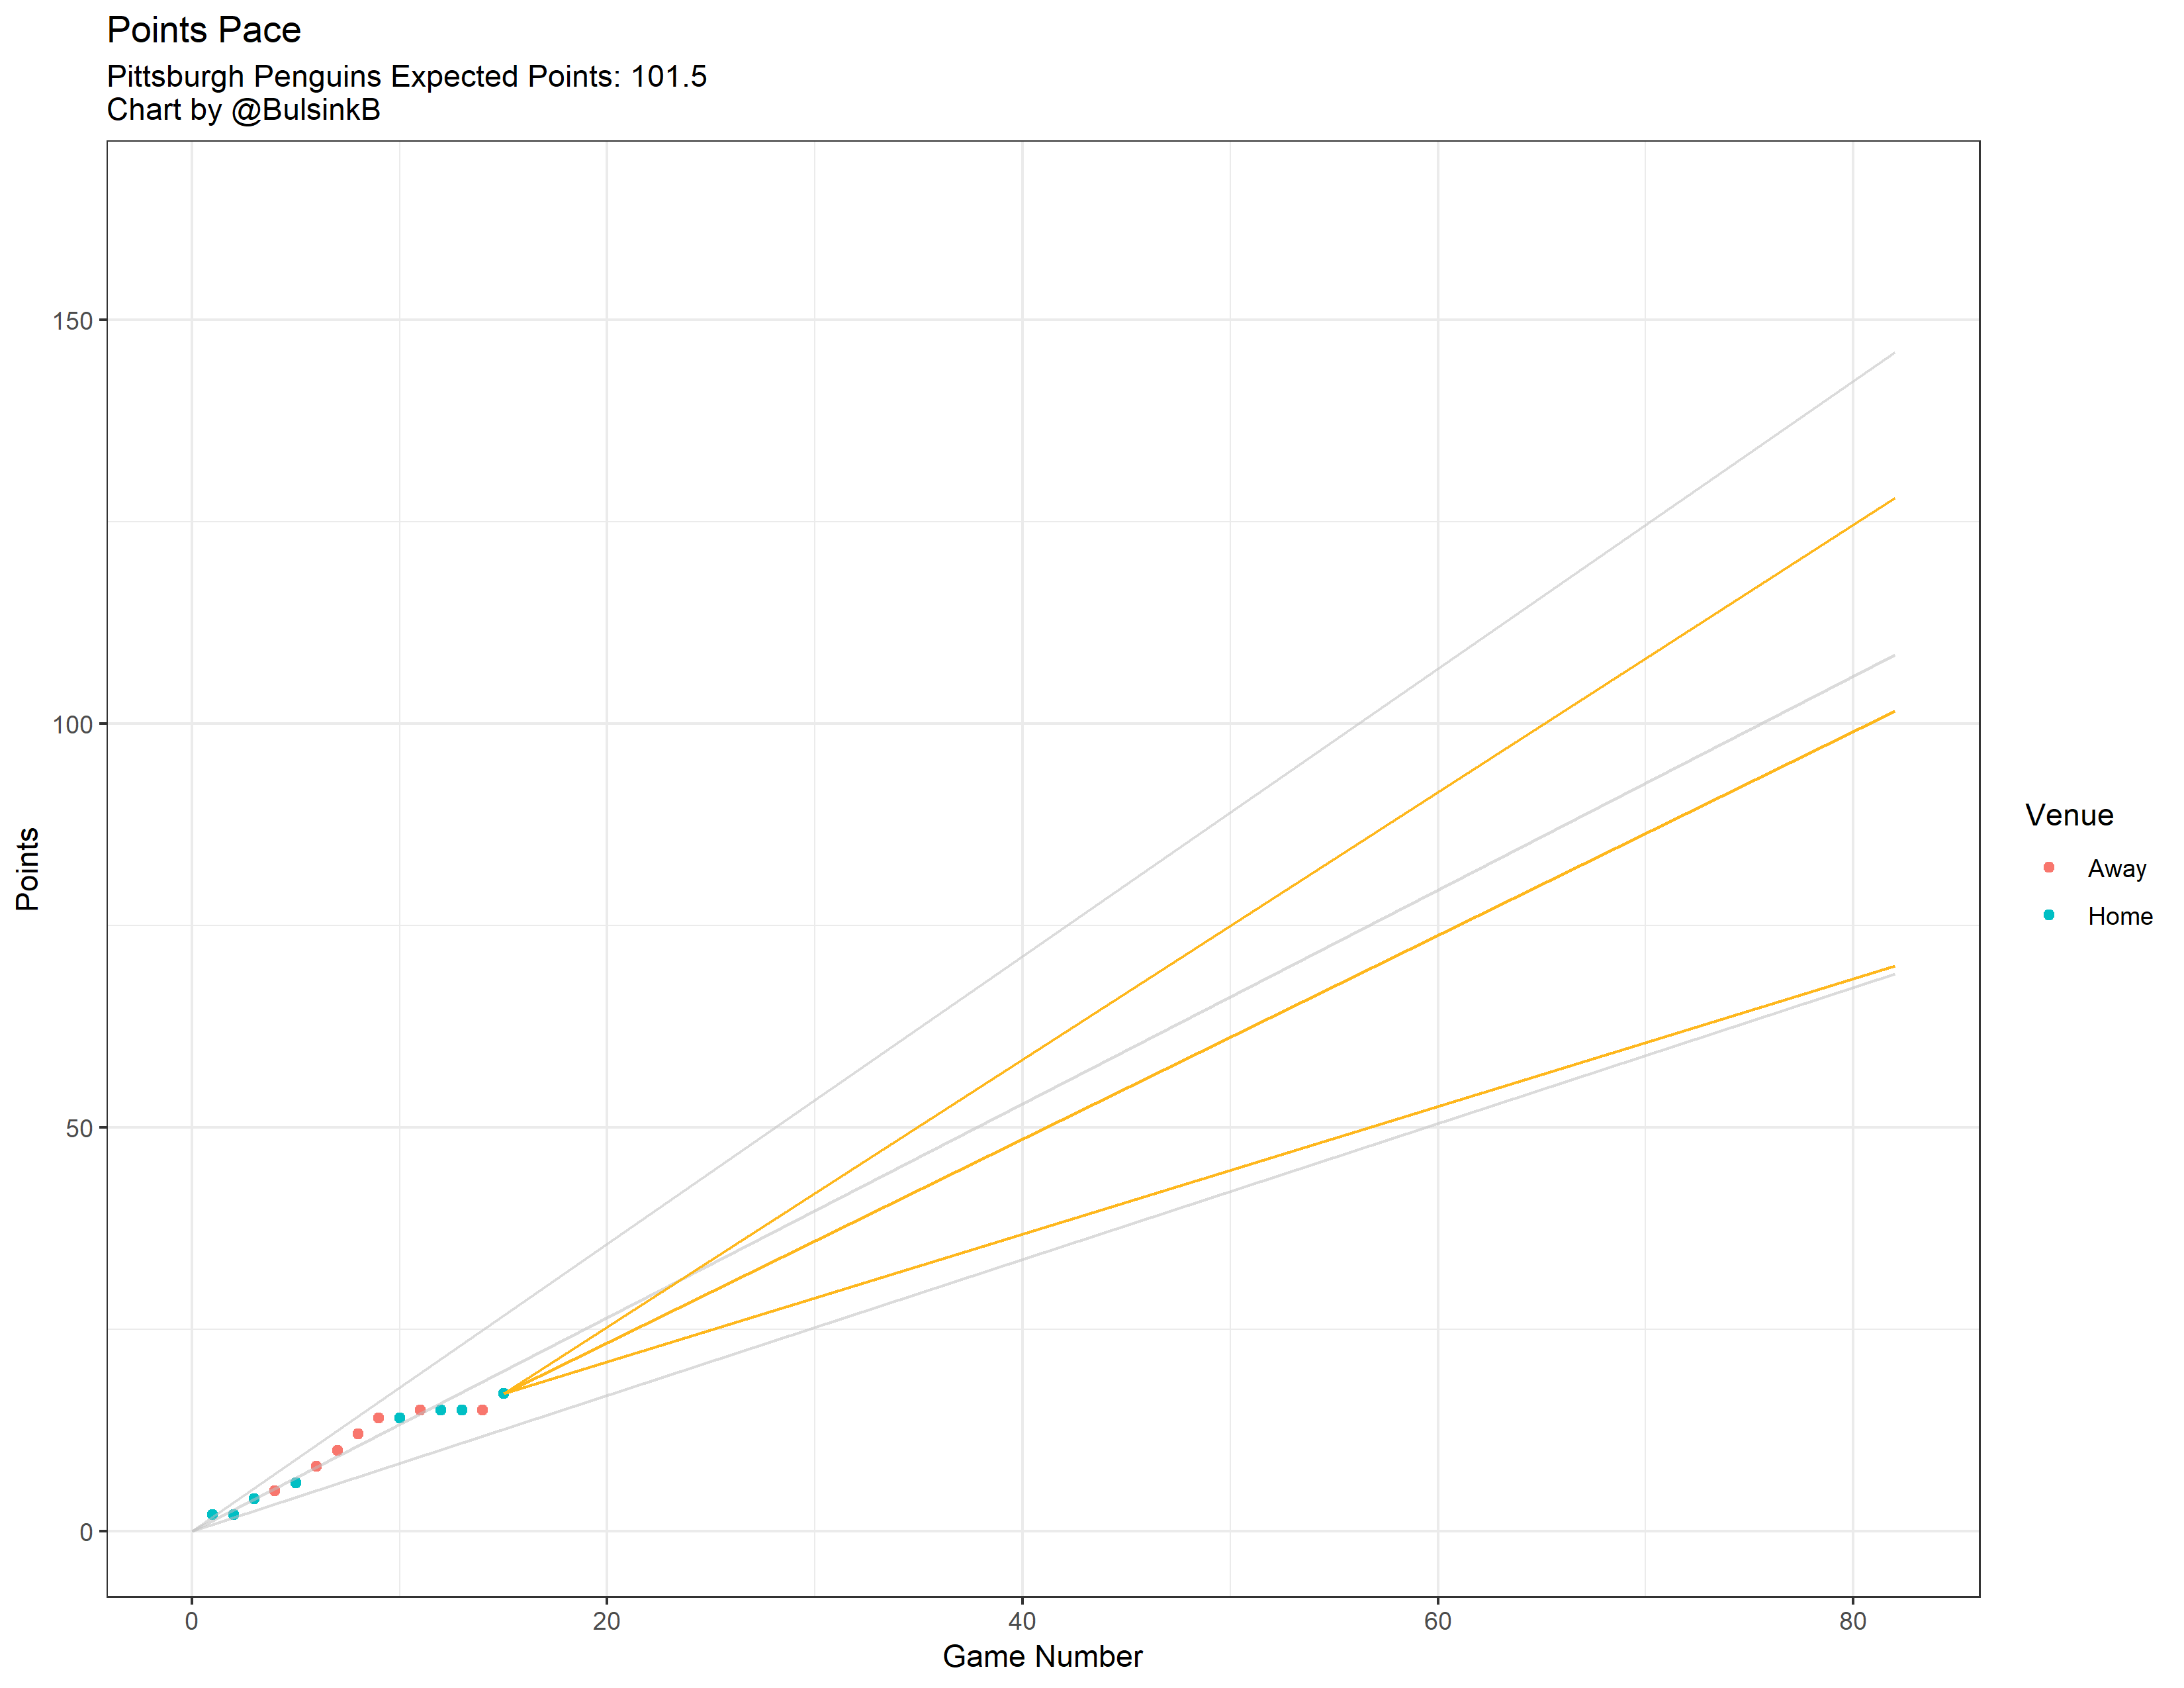 Points Pace
Pittsburgh Penguins Expected Points: 101.5
Chart by @BulsinkB
150
100
50
0
Points
0 20 40 60 80
Game Number
Venue
Away
Home